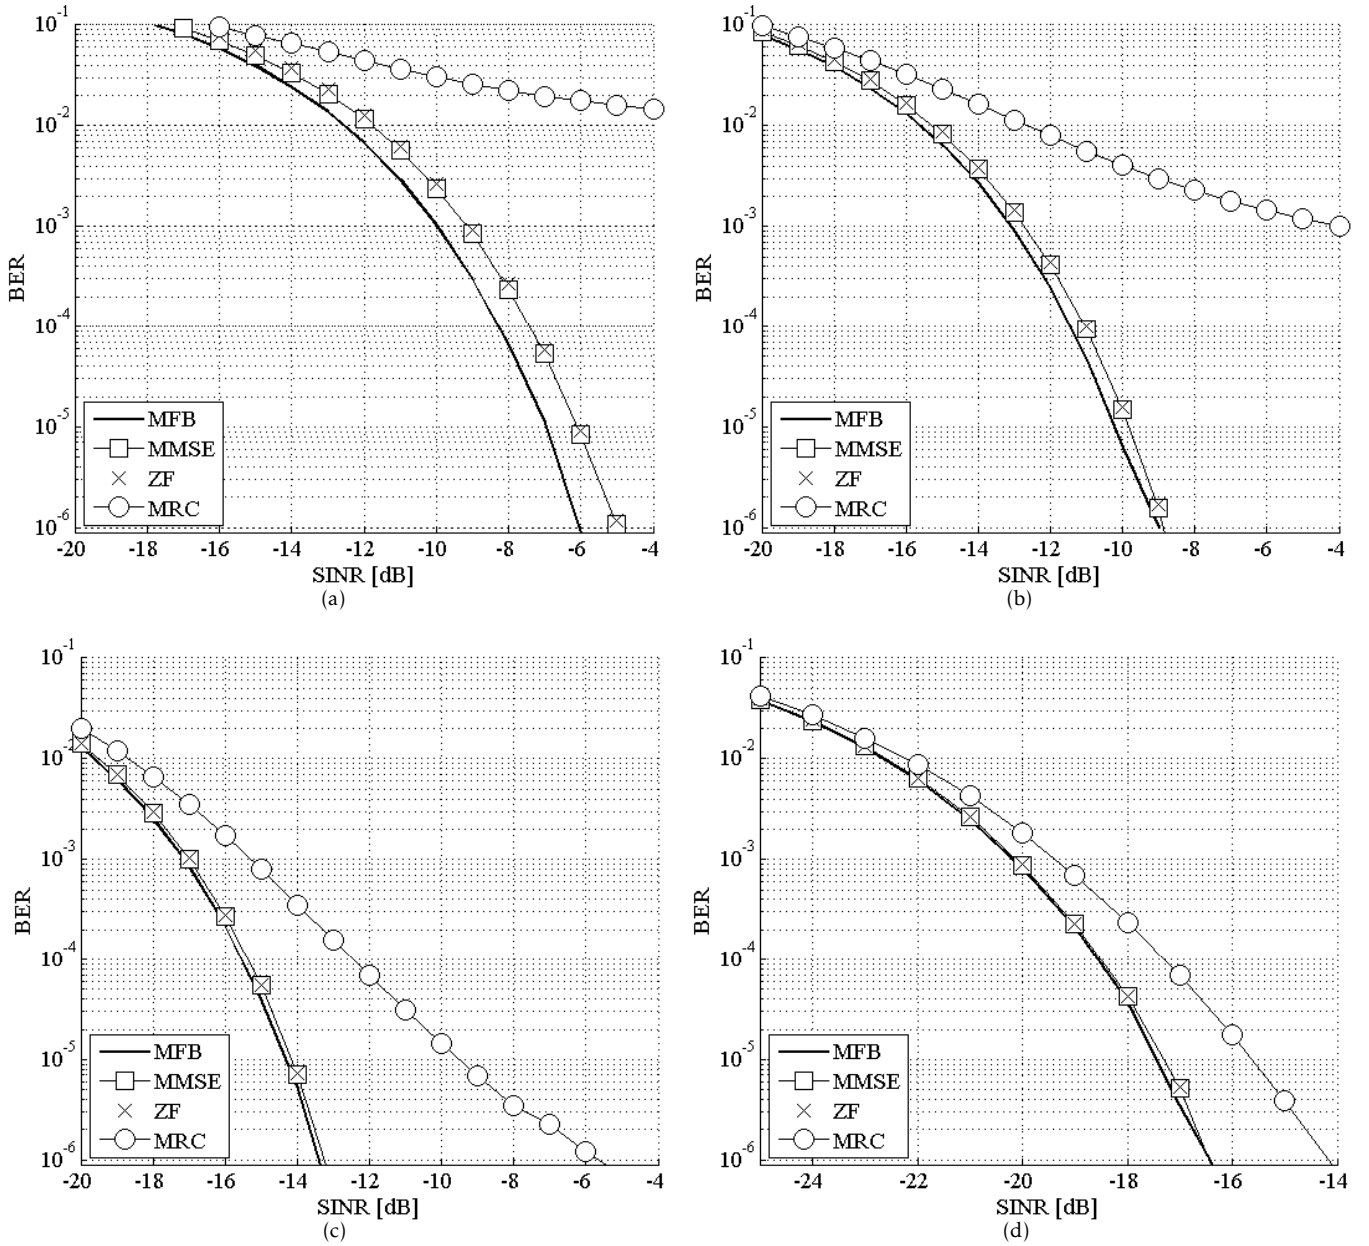 10^-1
10^-2
10^-3
10^-4
10^-5
10^-6
BER
MFB
MMSE
ZF
MRC
-20 -18 -16 -14 -12 -10 -8 -6 -4
SINR [dB]
(a)
10^-1
10^-2
10^-3
10^-4
10^-5
10^-6
BER
MFB
MMSE
ZF
MRC
-20 -18 -16 -14 -12 -10 -8 -6 -4
SINR [dB]
(b)
10^-1
10^-2
10^-3
10^-4
10^-5
10^-6
BER
MFB
MMSE
ZF
MRC
-20 -18 -16 -14 -12 -10 -8 -6 -4
SINR [dB]
(c)
10^-1
10^-2
10^-3
10^-4
10^-5
10^-6
BER
MFB
MMSE
ZF
MRC
-24 -22 -20 -18 -16 -14
SINR [dB]
(d)